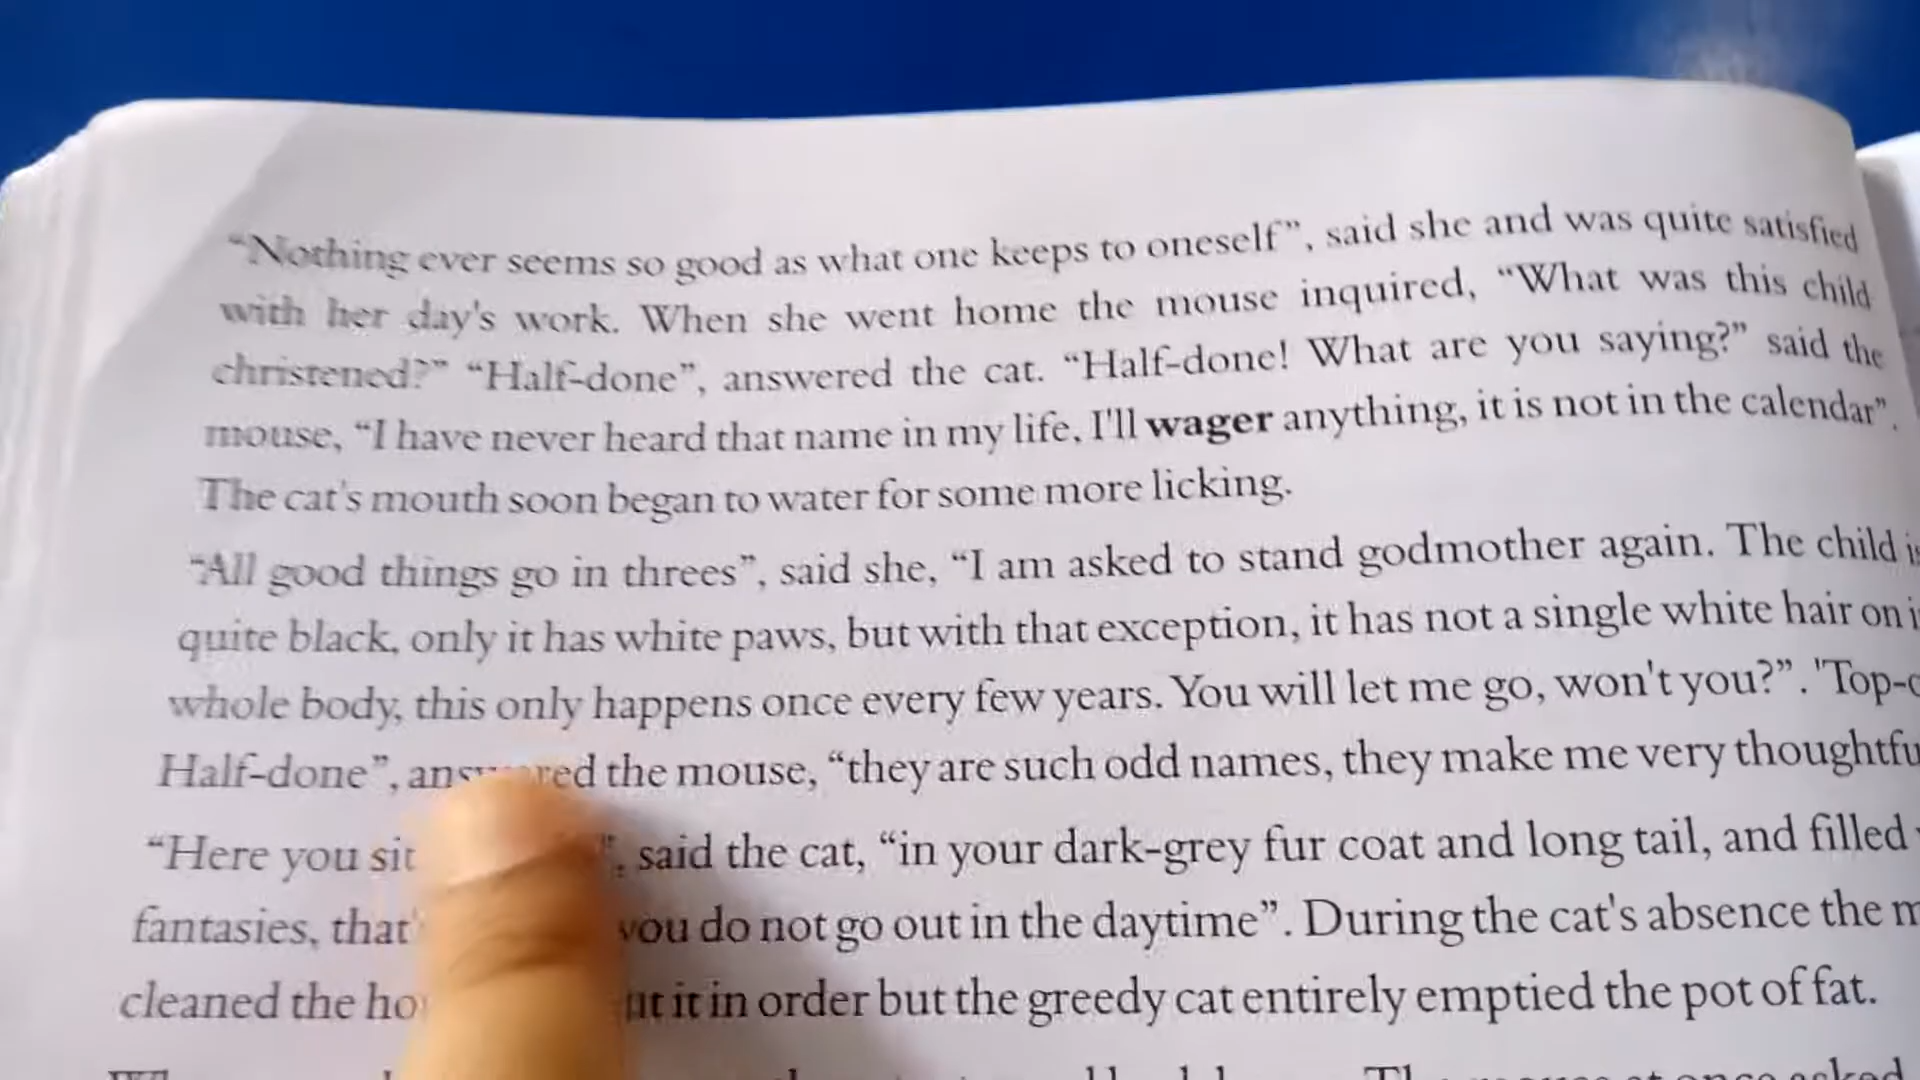 “Nothing ever seems so good as what one keeps to oneself”, said she and was quite satisfied
with her day's work. When she went home the mouse inquired, “What was this child
christened?” “Half-done”, answered the cat. “Half-done! What are you saying?” said the
mouse, “I have never heard that name in my life, I'll wager anything, it is not in the calendar”.
The cat's mouth soon began to water for some more licking.
“All good things go in threes”, said she, “I am asked to stand godmother again. The child
quite black, only it has white paws, but with that exception, it has not a single white hair on
whole body, this only happens once every few years. You will let me go, won't you?”. 'Top-
Half-done”, the mouse, “they are such odd names, they make me very
“Here you sit said the cat, “in your dark-grey fur coat and long tail, and filled
fantasies, you do not go out in the daytime”. During the cat's absence the
cleaned the it in order but the greedy cat entirely emptied the pot of fat.